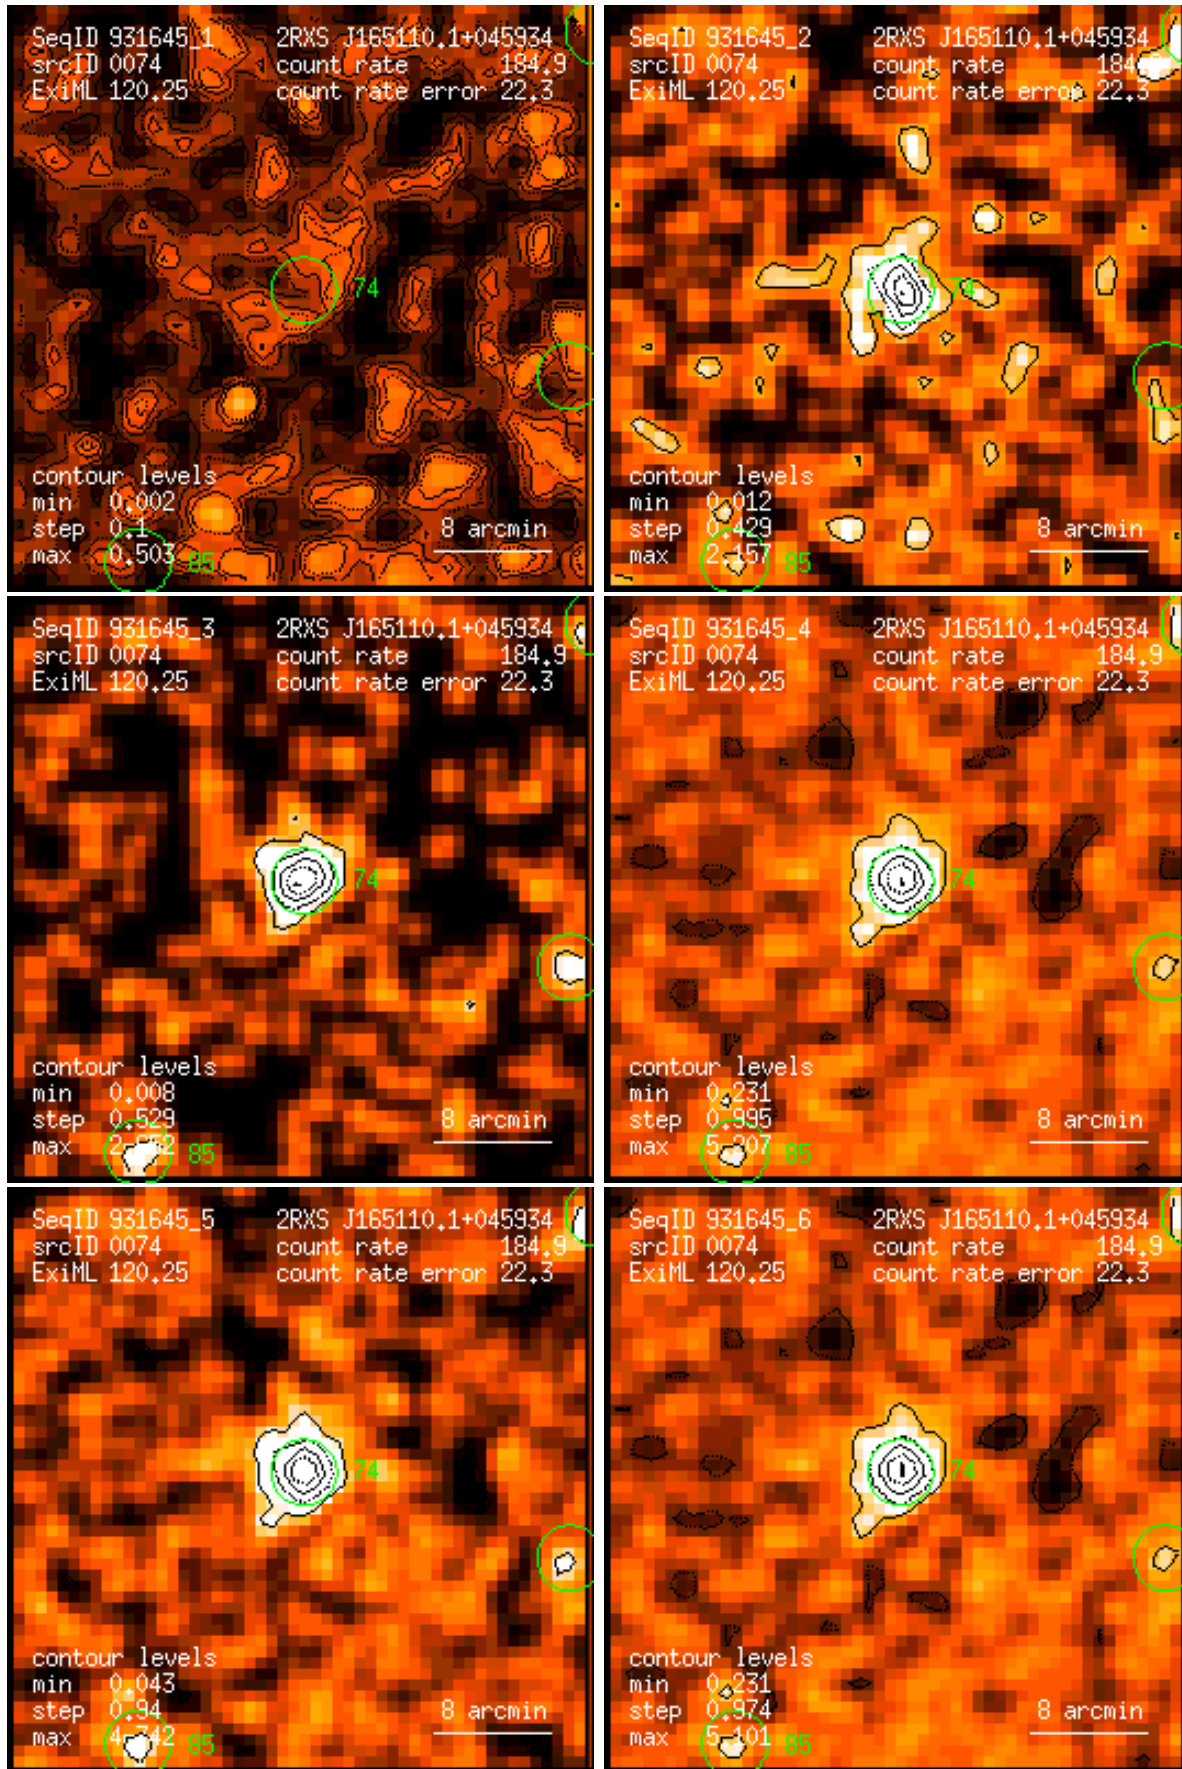 SeqID 931645_1 2RXS J165110.1+045934
srcID 0074 count rate 184.9
ExiML 120.25 count rate error 22.3
74
contour levels
min 0.002
step 0.1 8 arcmin
max 0.503 85
SeqID 931645_2 2RXS J165110.1+045934
srcID 0074 count rate 184.9
ExiML 120.25 count rate error 22.3
74
contour levels
min 0.012
step 0.429 8 arcmin
max 2.157 85
SeqID 931645_3 2RXS J165110.1+045934
srcID 0074 count rate 184.9
ExiML 120.25 count rate error 22.3
74
contour levels
min 0.008
step 0.529 8 arcmin
max 2.652 85
SeqID 931645_4 2RXS J165110.1+045934
srcID 0074 count rate 184.9
ExiML 120.25 count rate error 22.3
74
contour levels
min 0.231
step 0.995 8 arcmin
max 5.207 85
SeqID 931645_5 2RXS J165110.1+045934
srcID 0074 count rate 184.9
ExiML 120.25 count rate error 22.3
74
contour levels
min 0.043
step 0.94 8 arcmin
max 4.742 85
SeqID 931645_6 2RXS J165110.1+045934
srcID 0074 count rate 184.9
ExiML 120.25 count rate error 22.3
74
contour levels
min 0.231
step 0.974 8 arcmin
max 5.101 85